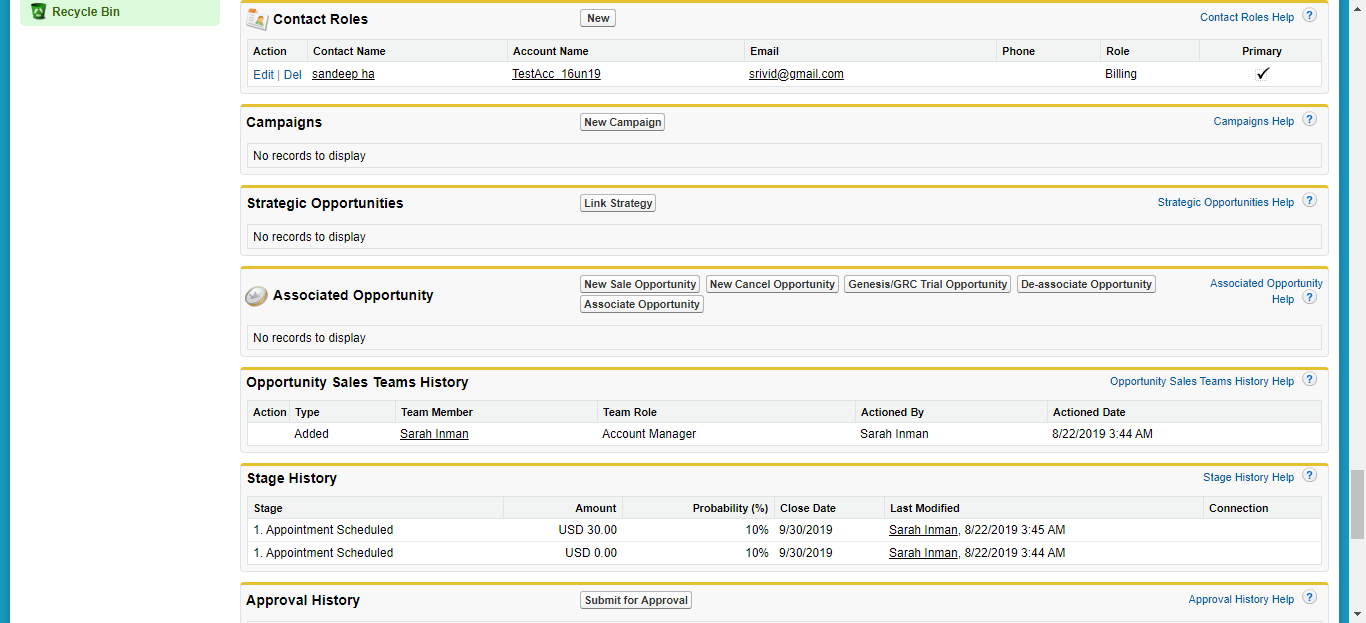 Recycle Bin
Contact Roles New Contact Roles Help ?
Action Contact Name Account Name Email Phone Role Primary
Edit | Del sandeep ha TestAcc_16un19 srivid@gmail.com Billing ✓
Campaigns New Campaign Campaigns Help ?
No records to display
Strategic Opportunities Link Strategy Strategic Opportunities Help ?
No records to display
Associated Opportunity New Sale Opportunity New Cancel Opportunity Genesis/GRC Trial Opportunity De-associate Opportunity Associated Opportunity
Associate Opportunity Help ?
No records to display
Opportunity Sales Teams History Opportunity Sales Teams History Help ?
Action Type Team Member Team Role Actioned By Actioned Date
Added Sarah Inman Account Manager Sarah Inman 8/22/2019 3:44 AM
Stage History Stage History Help ?
Stage Amount Probability (%) Close Date Last Modified Connection
1. Appointment Scheduled USD 30.00 10% 9/30/2019 Sarah Inman, 8/22/2019 3:45 AM
1. Appointment Scheduled USD 0.00 10% 9/30/2019 Sarah Inman, 8/22/2019 3:44 AM
Approval History Submit for Approval Approval History Help ?